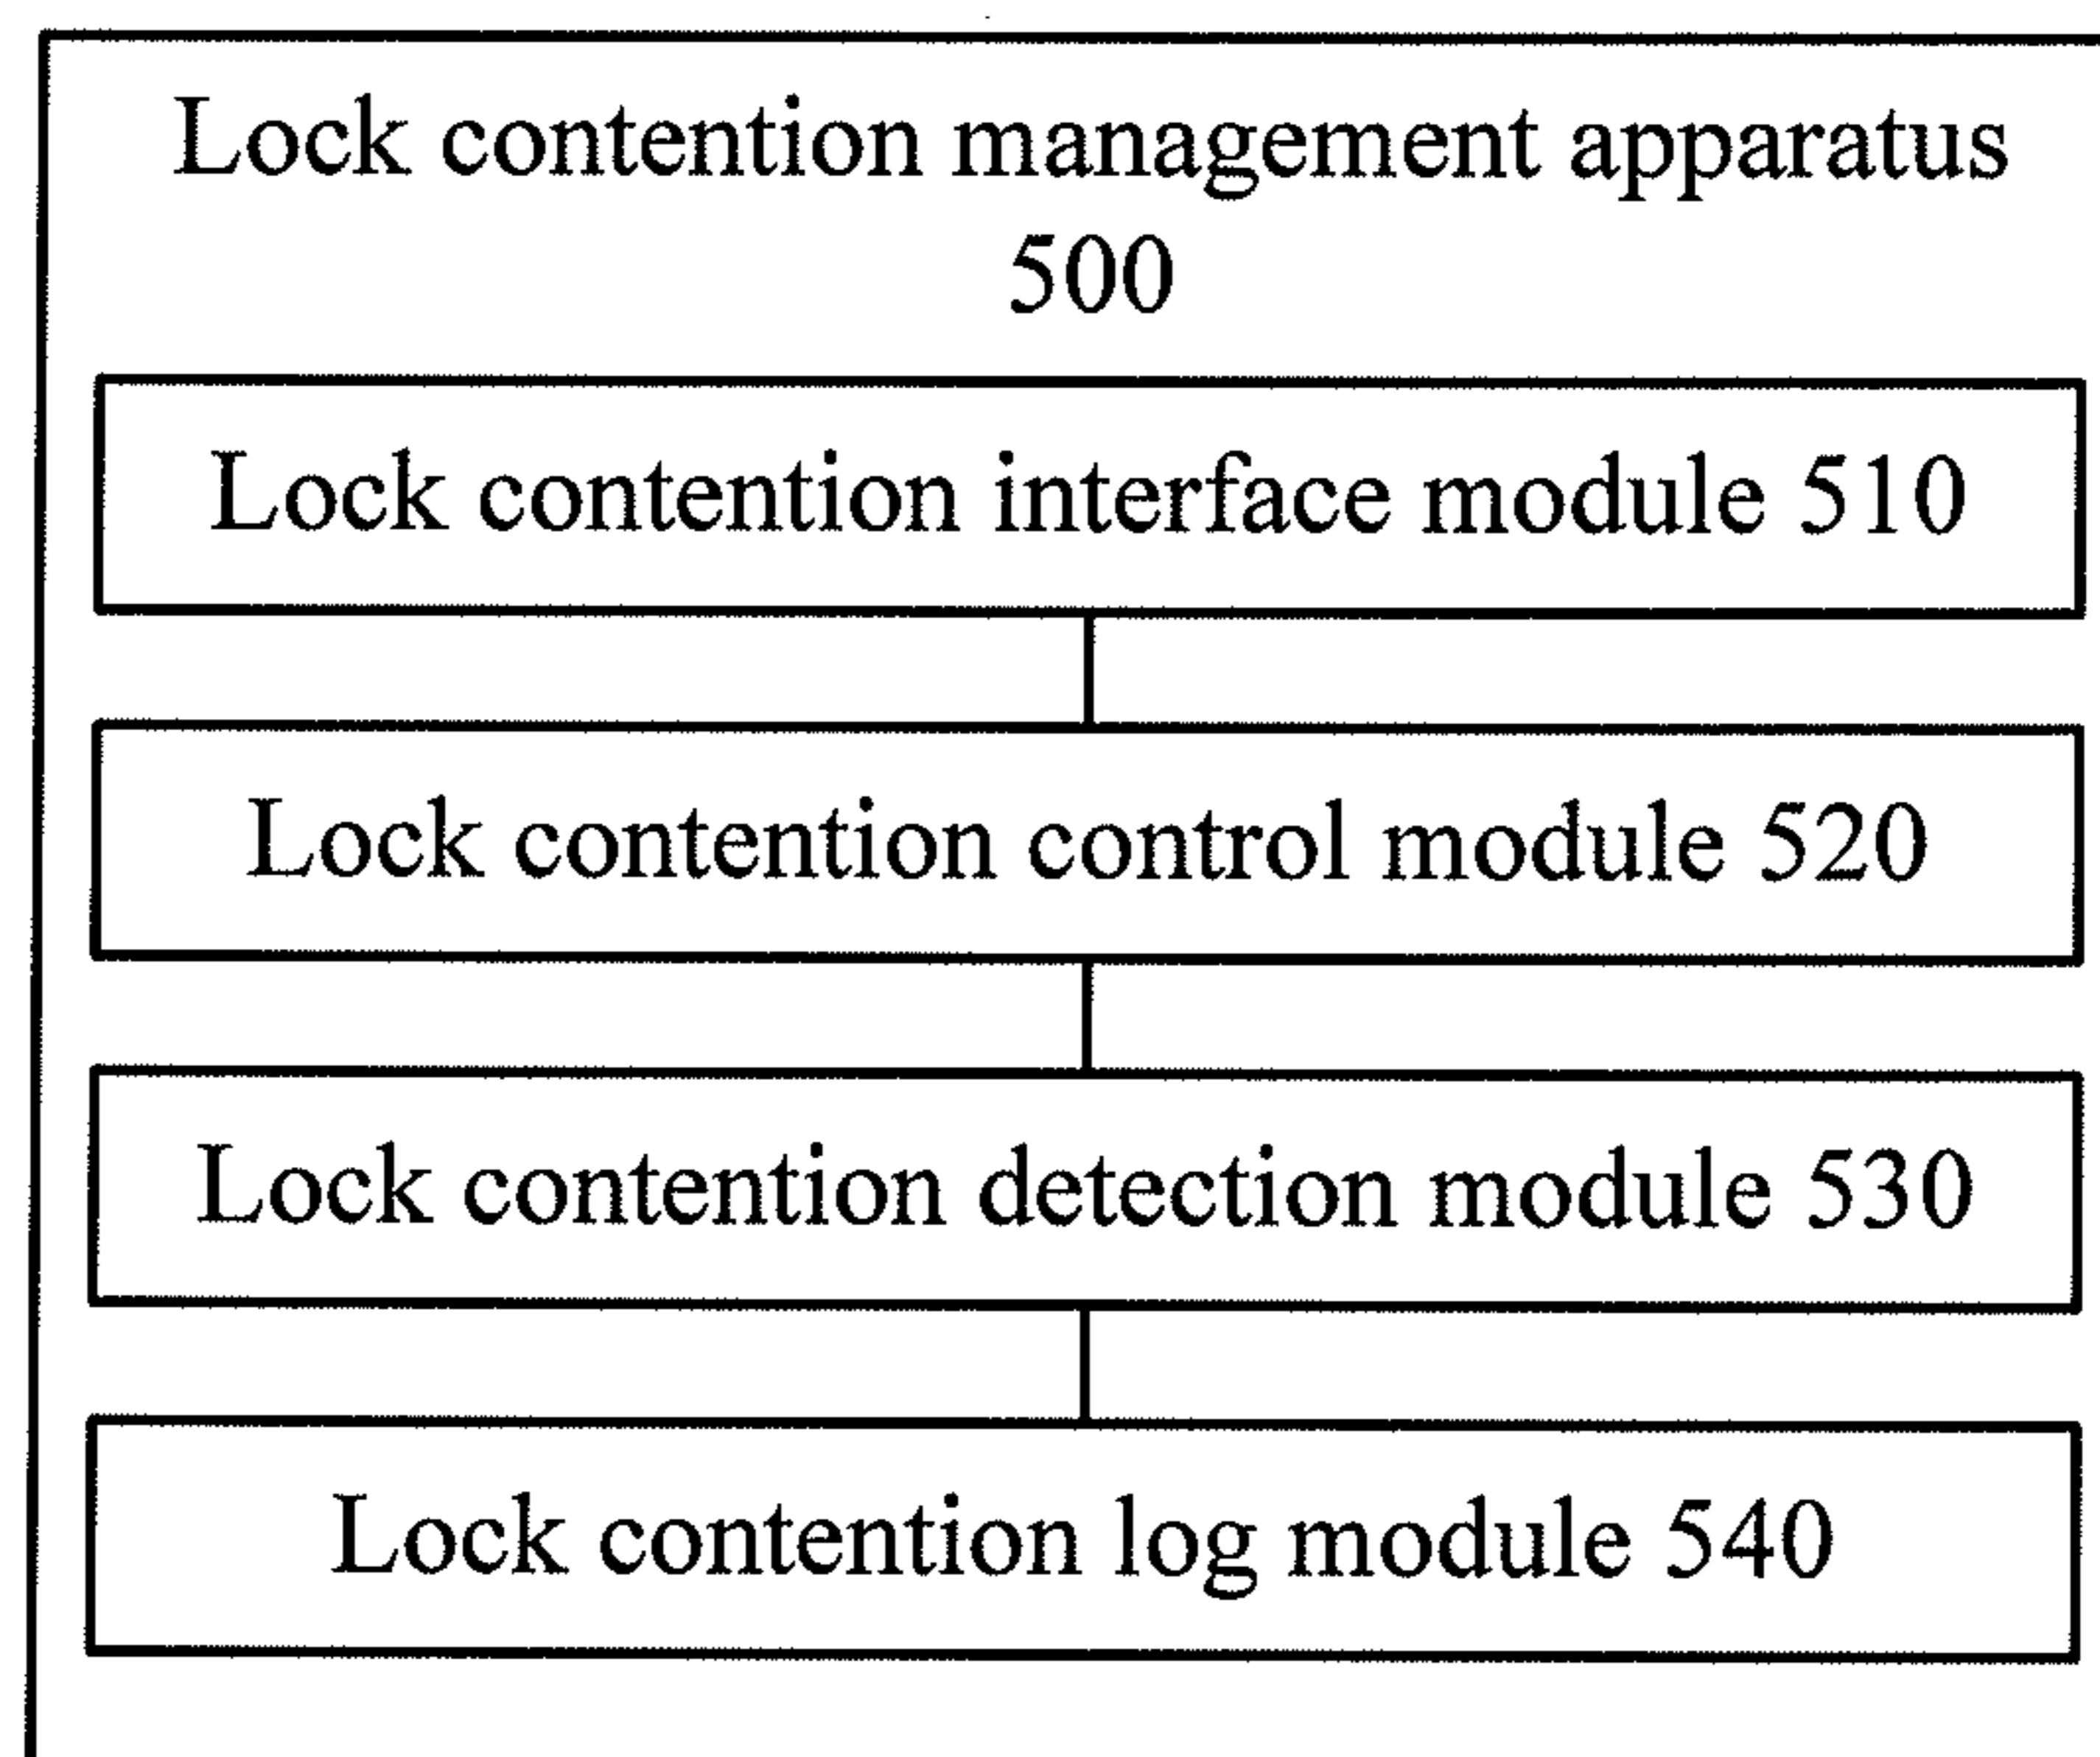 Lock contention management apparatus
500
Lock contention interface module 510
Lock contention control module 520
Lock contention detection module 530
Lock contention log module 540